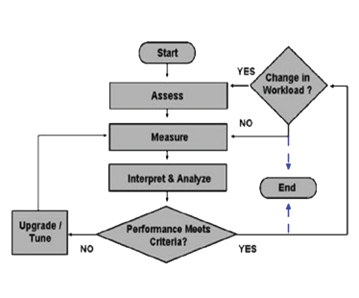 Start
YES
Change in
Workload ?
Assess
NO
Measure
Interpret & Analyze
End
Upgrade /
Tune
Performance Meets
Criteria?
NO
YES